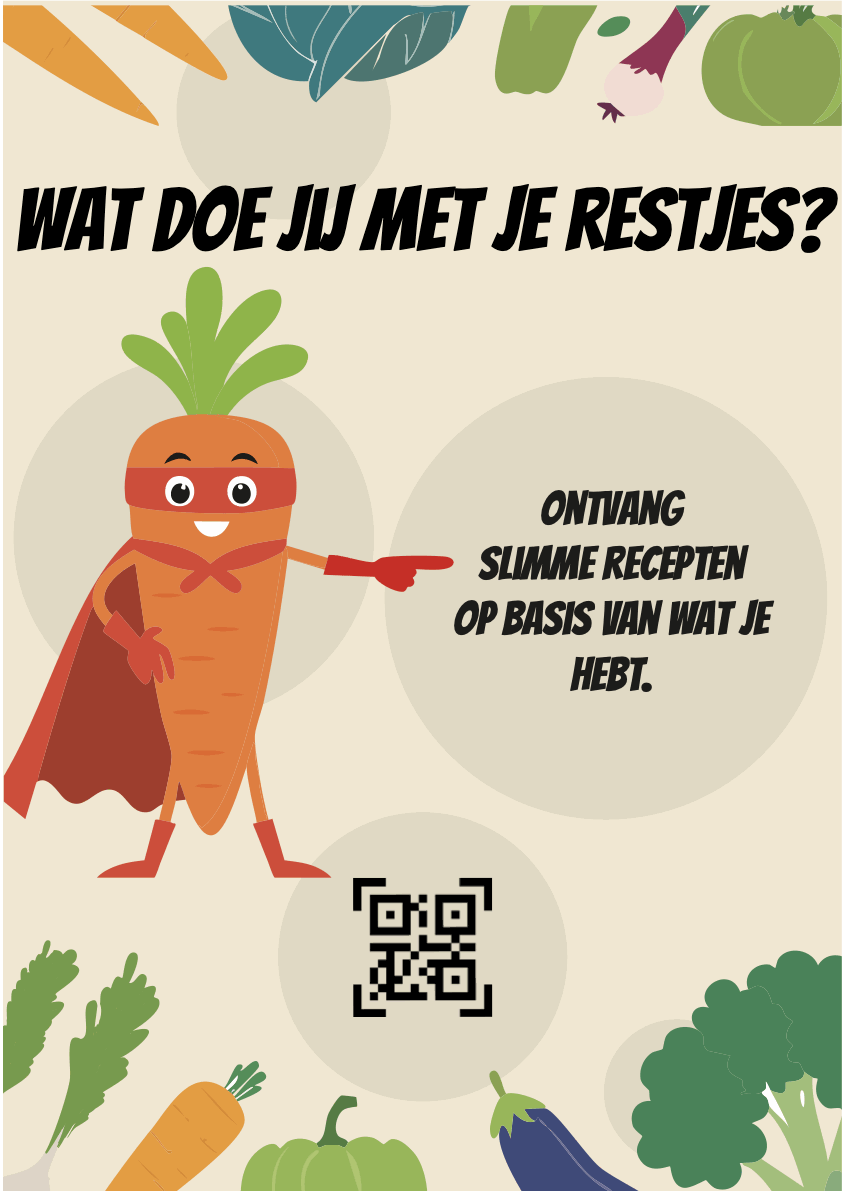 WAT DOE JIJ MET JE RESTJES?
ONTVANG
SLIMME RECEPTEN
OP BASIS VAN WAT JE
HEBT.